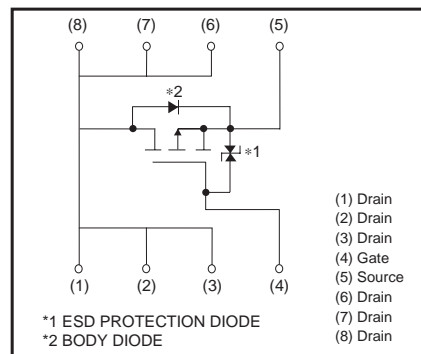 (8) (7) (6) (5)
*2
*1
(1) (2) (3) (4)
(1) Drain
(2) Drain
(3) Drain
(4) Gate
(5) Source
(6) Drain
(7) Drain
(8) Drain
*1 ESD PROTECTION DIODE
*2 BODY DIODE